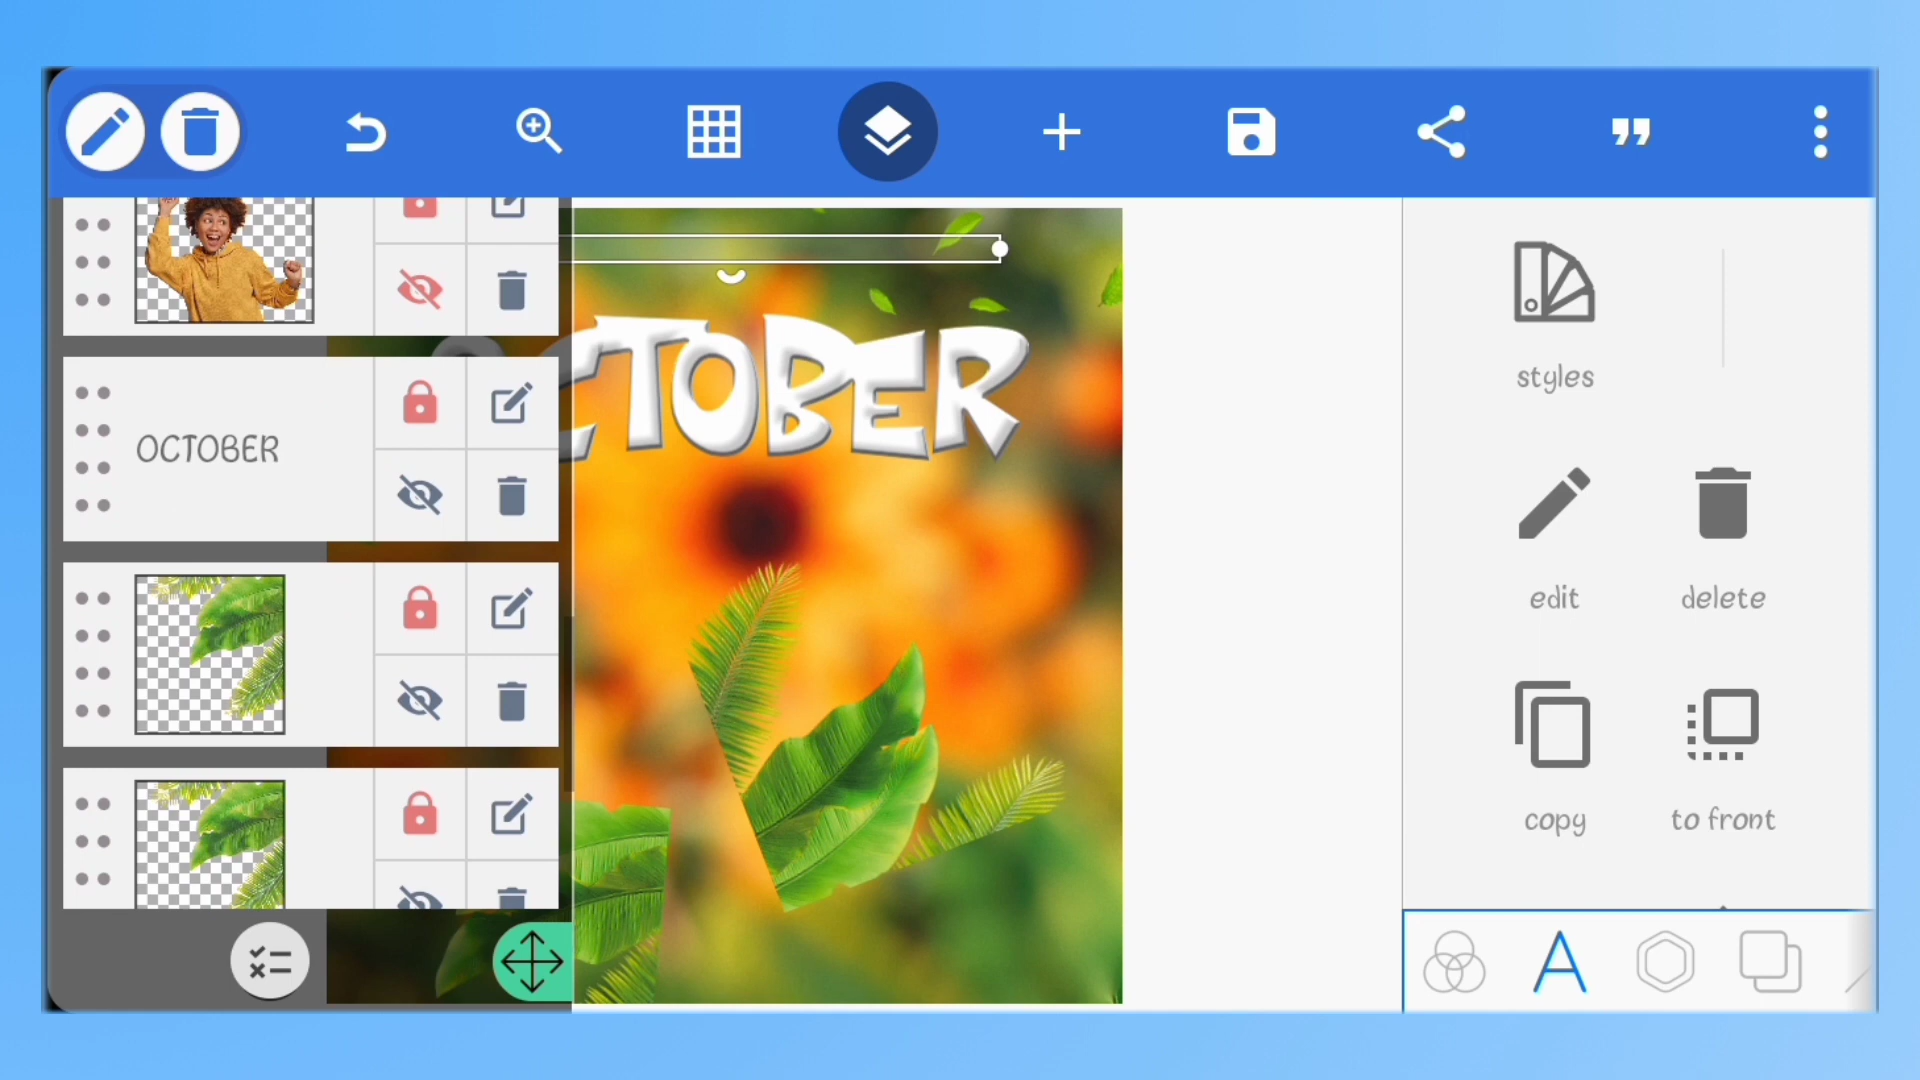 OCTOBER
CTOBER
styles
edit
delete
copy
to front
A